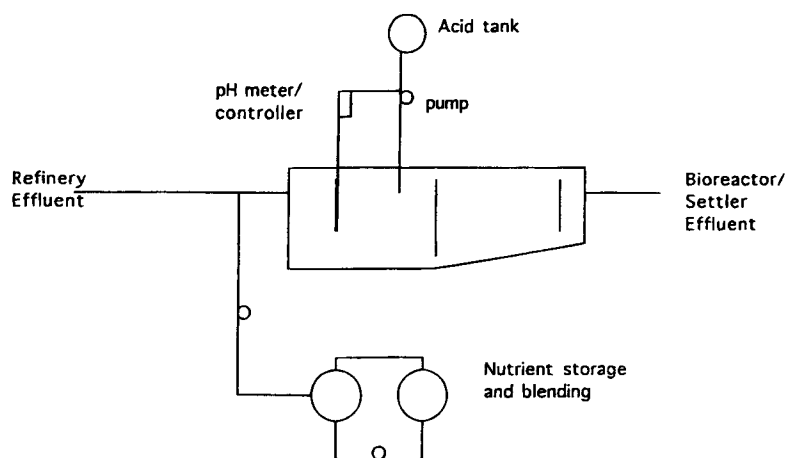 Acid tank
pH meter/
controller
pump
Refinery
Effluent
Bioreactor/
Settler
Effluent
Nutrient storage
and blending